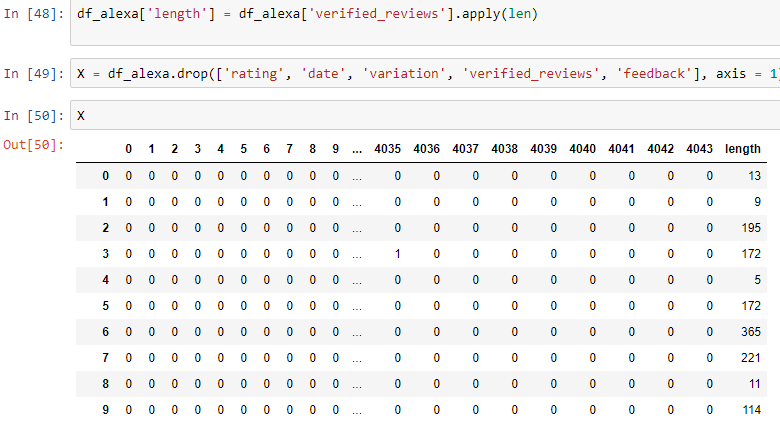 In [48]: df_alexa['length'] = df_alexa['verified_reviews'].apply(len)
In [49]: X = df_alexa.drop(['rating', 'date', 'variation', 'verified_reviews', 'feedback'], axis = 1
In [50]: X
Out[50]:
0 1 2 3 4 5 6 7 8 9 ... 4035 4036 4037 4038 4039 4040 4041 4042 4043 length
0 0 0 0 0 0 0 0 0 0 0 ... 0 0 0 0 0 0 0 0 0 13
1 0 0 0 0 0 0 0 0 0 0 ... 0 0 0 0 0 0 0 0 0 9
2 0 0 0 0 0 0 0 0 0 0 ... 0 0 0 0 0 0 0 0 0 195
3 0 0 0 0 0 0 0 0 0 0 ... 1 0 0 0 0 0 0 0 0 172
4 0 0 0 0 0 0 0 0 0 0 ... 0 0 0 0 0 0 0 0 0 5
5 0 0 0 0 0 0 0 0 0 0 ... 0 0 0 0 0 0 0 0 0 172
6 0 0 0 0 0 0 0 0 0 0 ... 0 0 0 0 0 0 0 0 0 365
7 0 0 0 0 0 0 0 0 0 0 ... 0 0 0 0 0 0 0 0 0 221
8 0 0 0 0 0 0 0 0 0 0 ... 0 0 0 0 0 0 0 0 0 11
9 0 0 0 0 0 0 0 0 0 0 ... 0 0 0 0 0 0 0 0 0 114